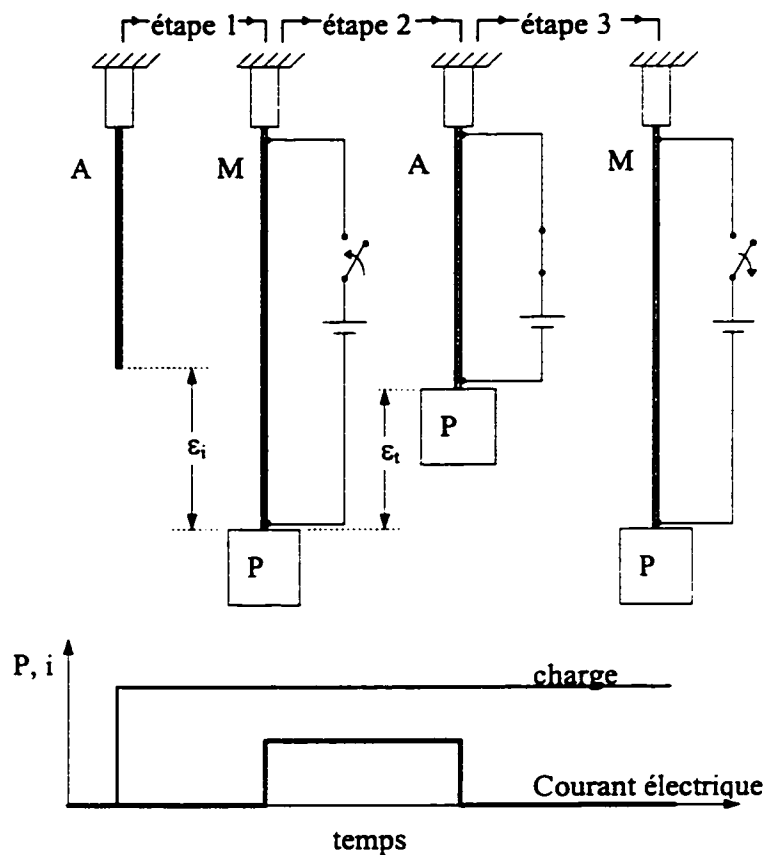 étape 1 étape 2 étape 3
A M A M
εi εt
P
P P
P, i
charge
Courant électrique
temps